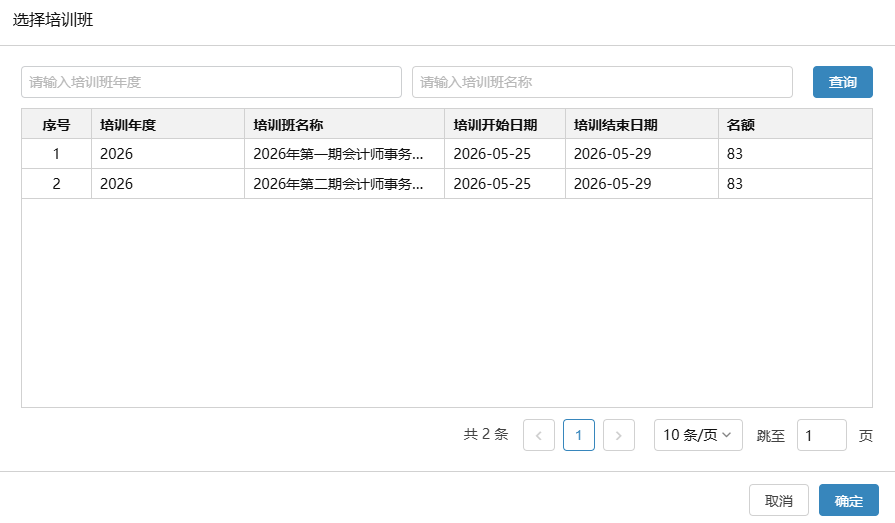 选择培训班
请输入培训班年度 请输入培训班名称 查询
序号 培训年度 培训班名称 培训开始日期 培训结束日期 名额
1 2026 2026年第一期会计师事务... 2026-05-25 2026-05-29 83
2 2026 2026年第二期会计师事务... 2026-05-25 2026-05-29 83
共 2 条 < 1 > 10 条/页 跳至 1 页
取消 确定